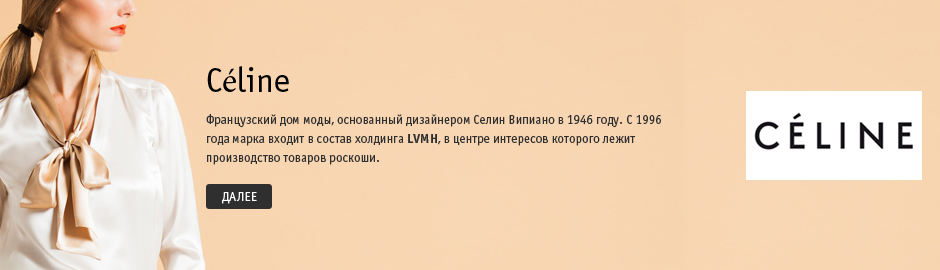 Céline
Французский дом моды, основанный дизайнером Селин Випиано в 1946 году. С 1996
года марка входит в состав холдинга LVMH, в центре интересов которого лежит
производство товаров роскоши.
ДАЛЕЕ
CÉLINE